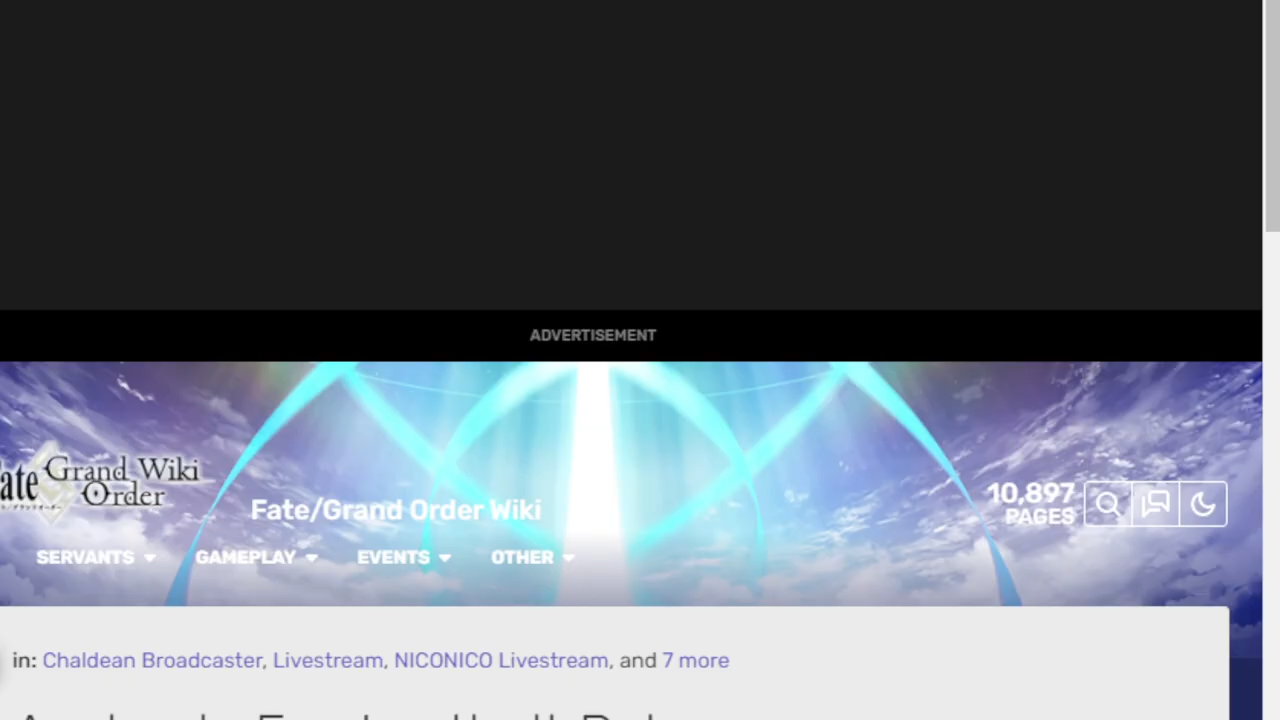 ADVERTISEMENT
Grand Wiki
Order
Fate/Grand Order Wiki
10,897
PAGES
SERVANTS
GAMEPLAY
EVENTS
OTHER
in: Chaldean Broadcaster, Livestream, NICONICO Livestream, and 7 more